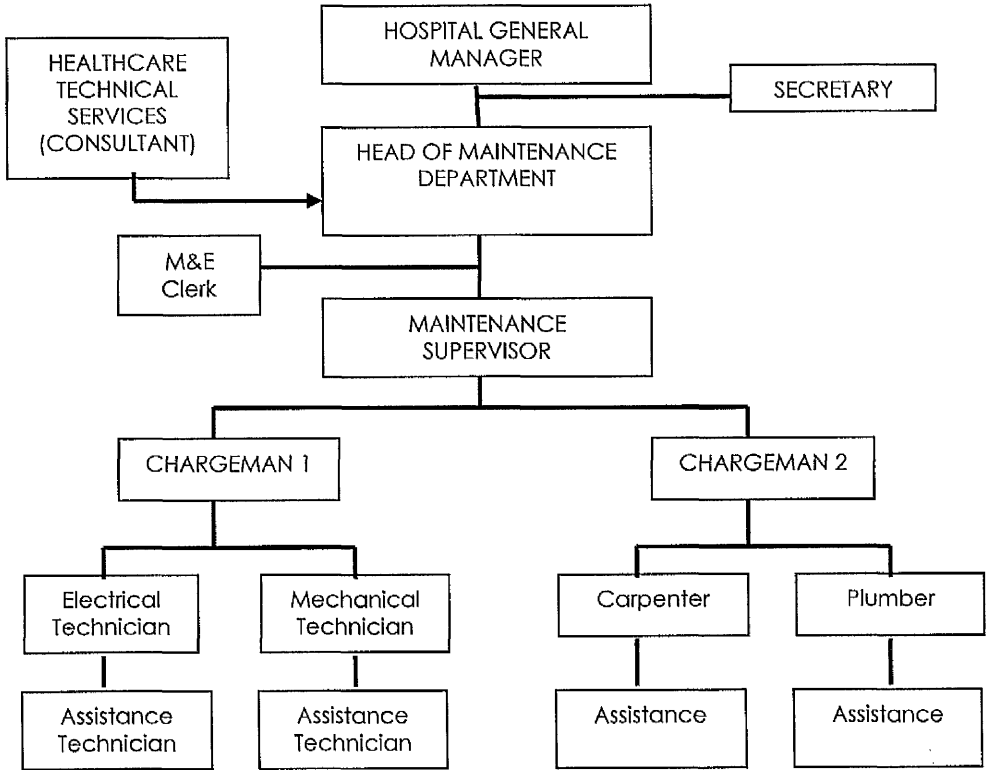 HOSPITAL GENERAL
MANAGER
HEALTHCARE
TECHNICAL
SERVICES
(CONSULTANT)
SECRETARY
HEAD OF MAINTENANCE
DEPARTMENT
M&E
Clerk
MAINTENANCE
SUPERVISOR
CHARGEMAN 1
CHARGEMAN 2
Electrical
Technician
Mechanical
Technician
Carpenter
Plumber
Assistance
Technician
Assistance
Technician
Assistance
Assistance